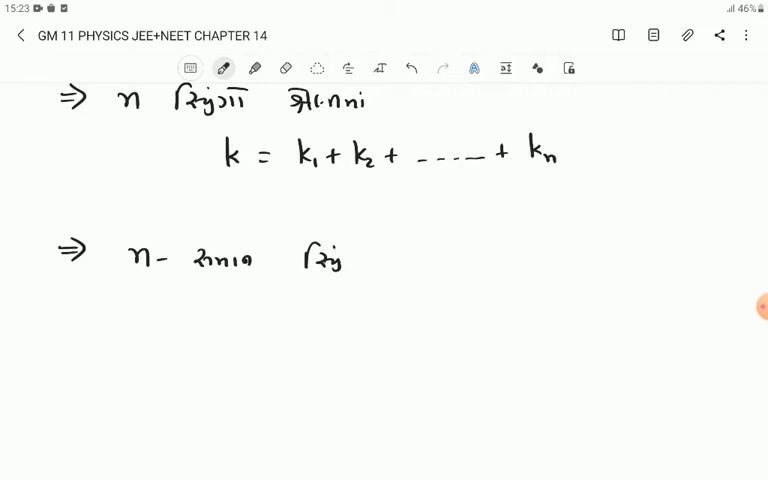 15:23 46%
GM 11 PHYSICS JEE+NEET CHAPTER 14
⇒ n સ્પ્રિંગો
k = k₁ + k₂ + ...... + kₙ
⇒ n - સમાન